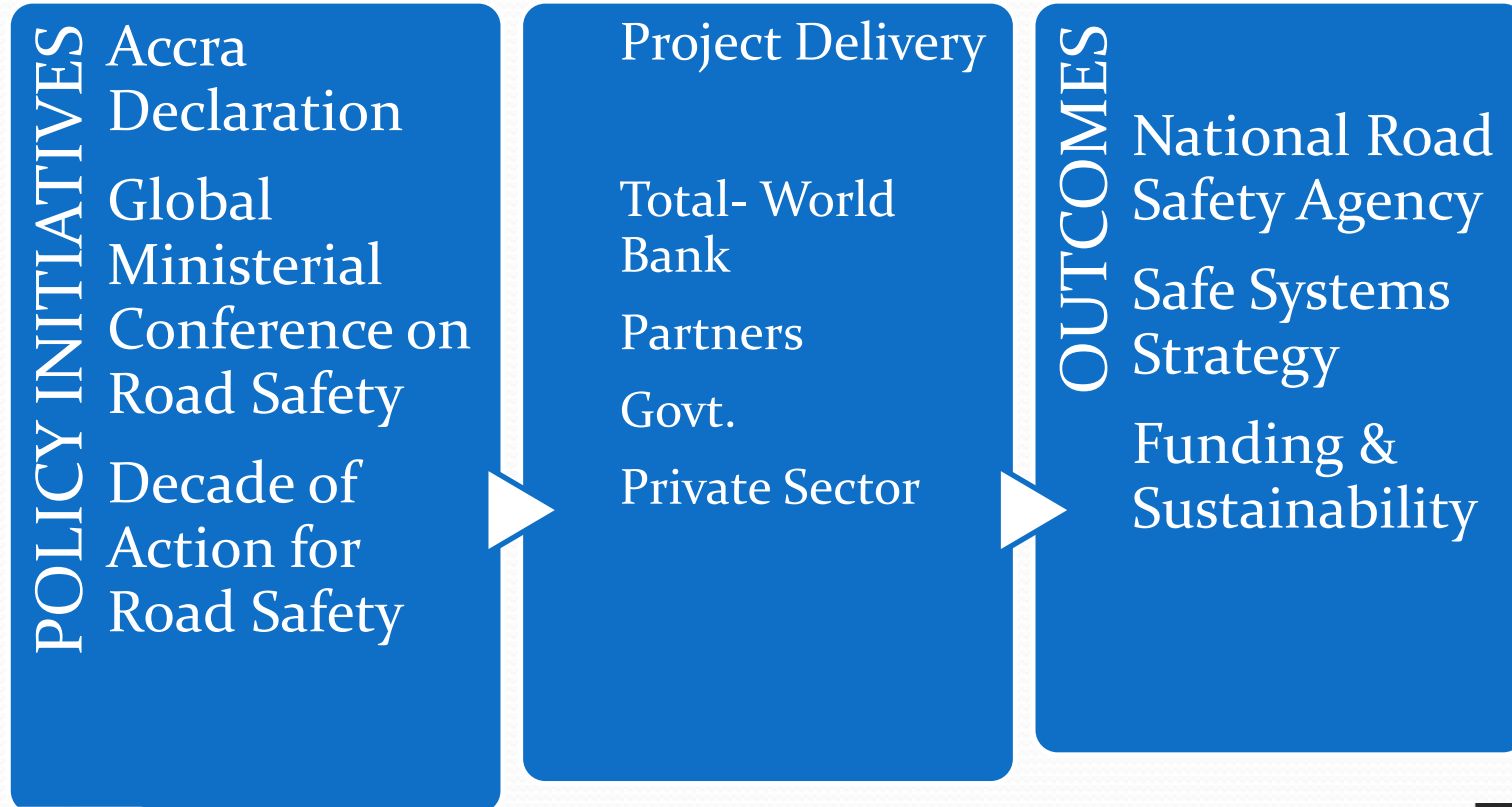 POLICY INITIATIVES
Accra
Declaration
Global
Ministerial
Conference on
Road Safety
Decade of
Action for
Road Safety
Project Delivery
Total- World
Bank
Partners
Govt.
Private Sector
OUTCOMES
National Road
Safety Agency
Safe Systems
Strategy
Funding &
Sustainability